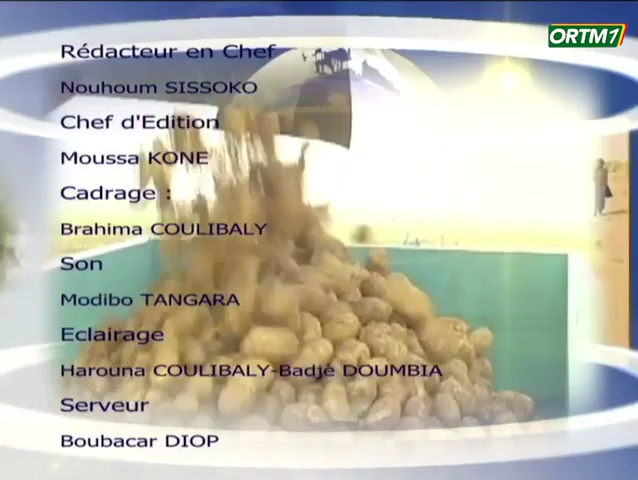 ORTM1
Rédacteur en Chef
Nouhoum SISSOKO
Chef d'Edition
Moussa KONE
Cadrage :
Brahima COULIBALY
Son
Modibo TANGARA
Eclairage
Harouna COULIBALY-Badjè DOUMBIA
Serveur
Boubacar DIOP